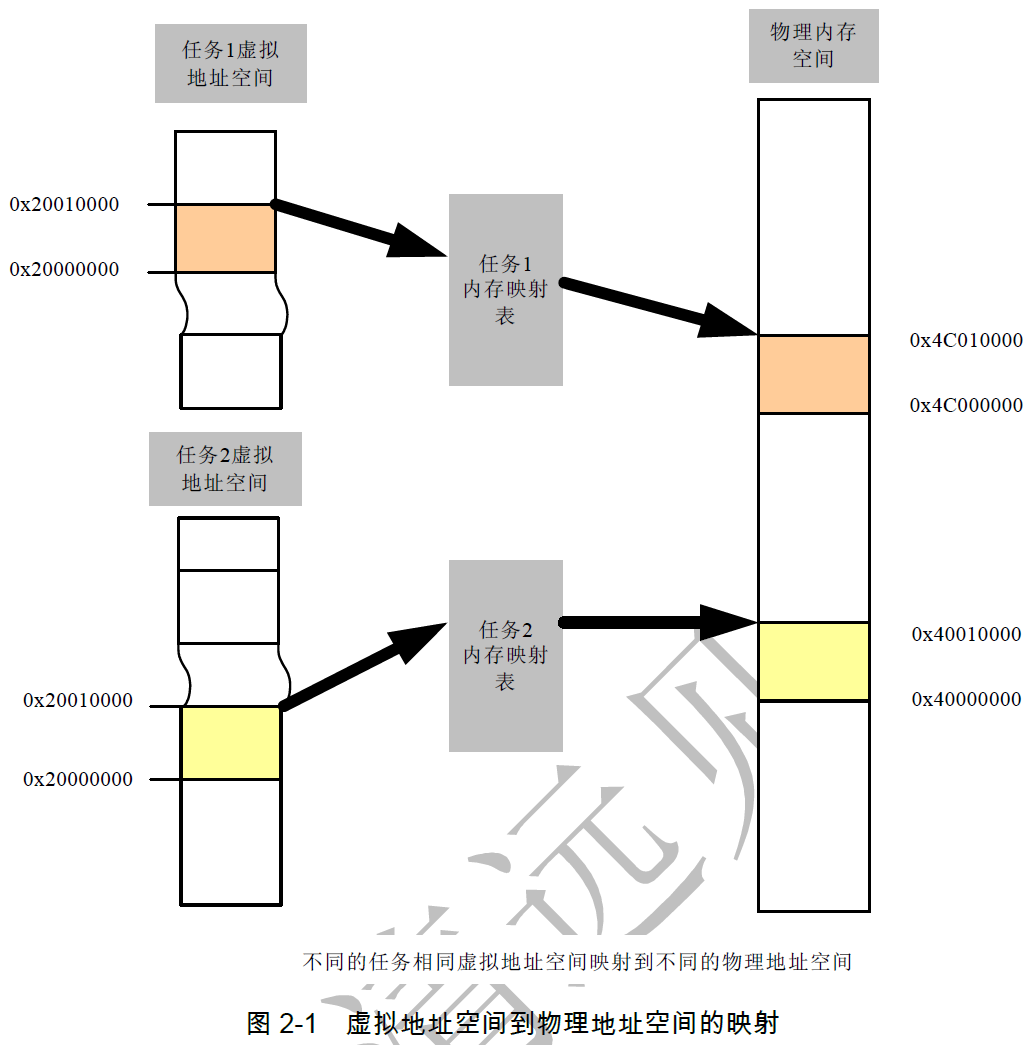 任务1虚拟
地址空间
物理内存
空间
0x20010000
0x20000000
任务1
内存映射
表
0x4C010000
0x4C000000
任务2虚拟
地址空间
0x20010000
0x20000000
任务2
内存映射
表
0x40010000
0x40000000
不同的任务相同虚拟地址空间映射到不同的物理地址空间
图 2-1 虚拟地址空间到物理地址空间的映射